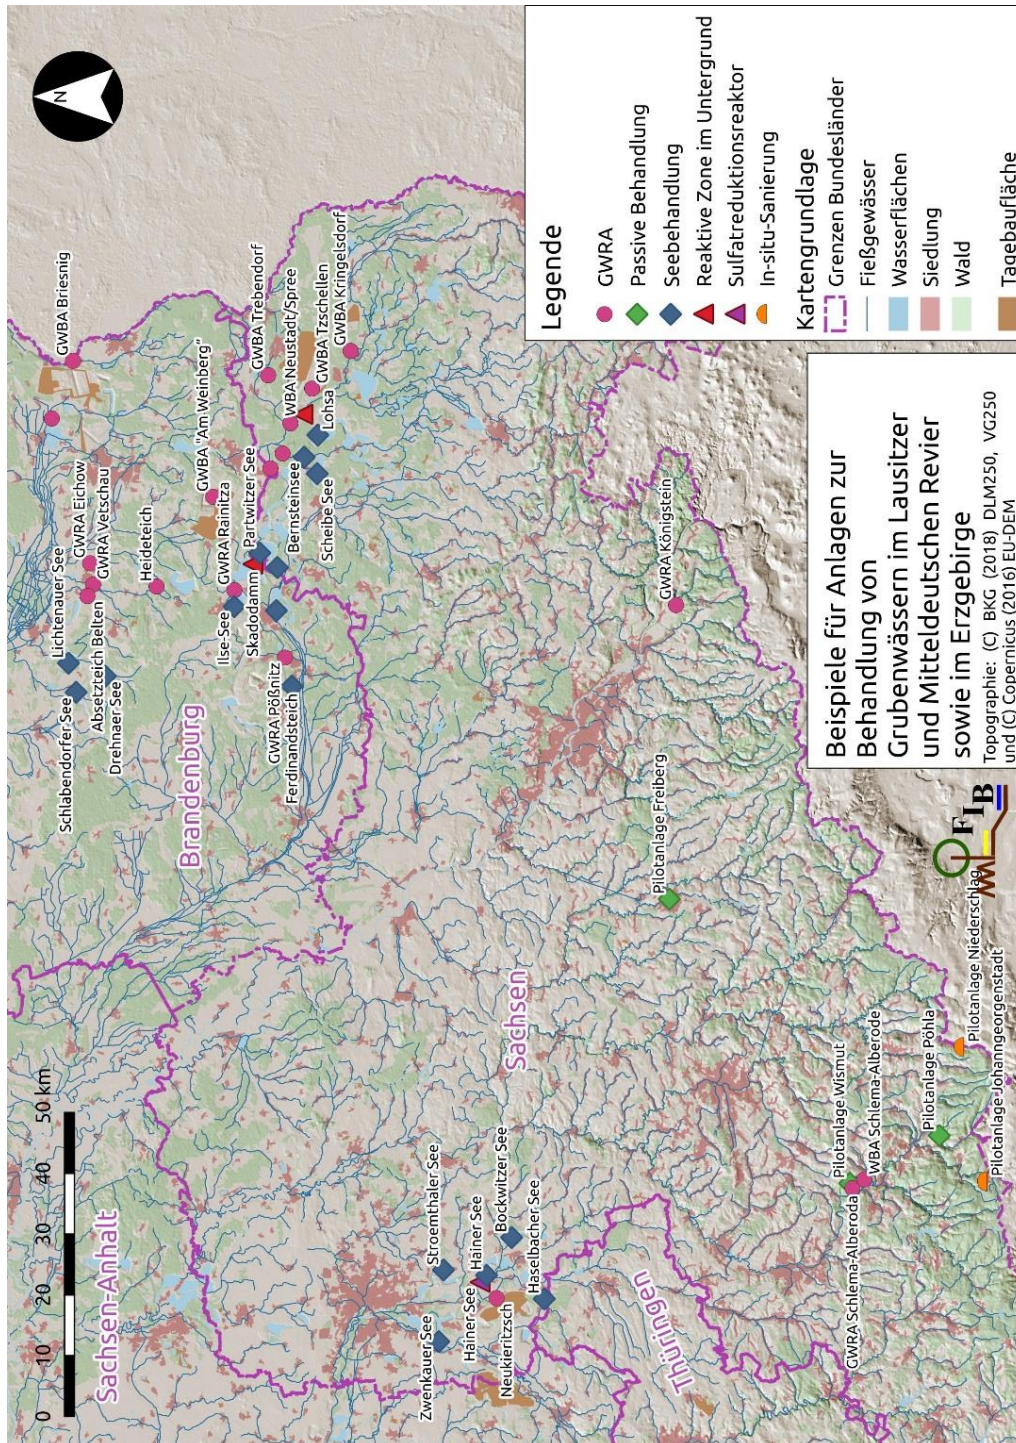 N
0 10 20 30 40 50 km
Sachsen-Anhalt
Brandenburg
Sachsen
Thüringen
Schlabendorfer See
Lichtenauer See
Absetzteich Belten
Drehnaer See
GWRA Eichow
GWRA Vetschau
Heideteich
GWBA Briesnig
GWBA "Am Weinberg"
GWRA Rainitza
Ilse-See
Skadodamm
Partwitzer See
GWRA Pößnitz
Ferdinandsteich
Bernsteinsee
Scheibe See
Lohsa
GWBA Trebendorf
WBA Neustadt/Spree
GWBA Tzschellen
GWBA Kringelsdorf
GWRA Königstein
Pilotanlage Freiberg
Zwenkauer See
Stroemthaler See
Hainer See
Hainer See
Neukieritzsch
Bockwitzer See
Haselbacher See
Pilotanlage Wismut
GWRA Schlema-Alberoda
WBA Schlema-Alberode
Pilotanlage Pöhla
Pilotanlage Niederschlag
Pilotanlage Johanngeorgenstadt
FIB
Beispiele für Anlagen zur
Behandlung von
Grubenwässern im Lausitzer
und Mitteldeutschen Revier
sowie im Erzgebirge
Topographie: (C) BKG (2018) DLM250, VG250
und (C) Copernicus (2016) EU-DEM
Legende
GWRA
Passive Behandlung
Seebehandlung
Reaktive Zone im Untergrund
Sulfatreduktionsreaktor
In-situ-Sanierung
Kartengrundlage
Grenzen Bundesländer
Fießgewässer
Wasserflächen
Siedlung
Wald
Tagebaufläche